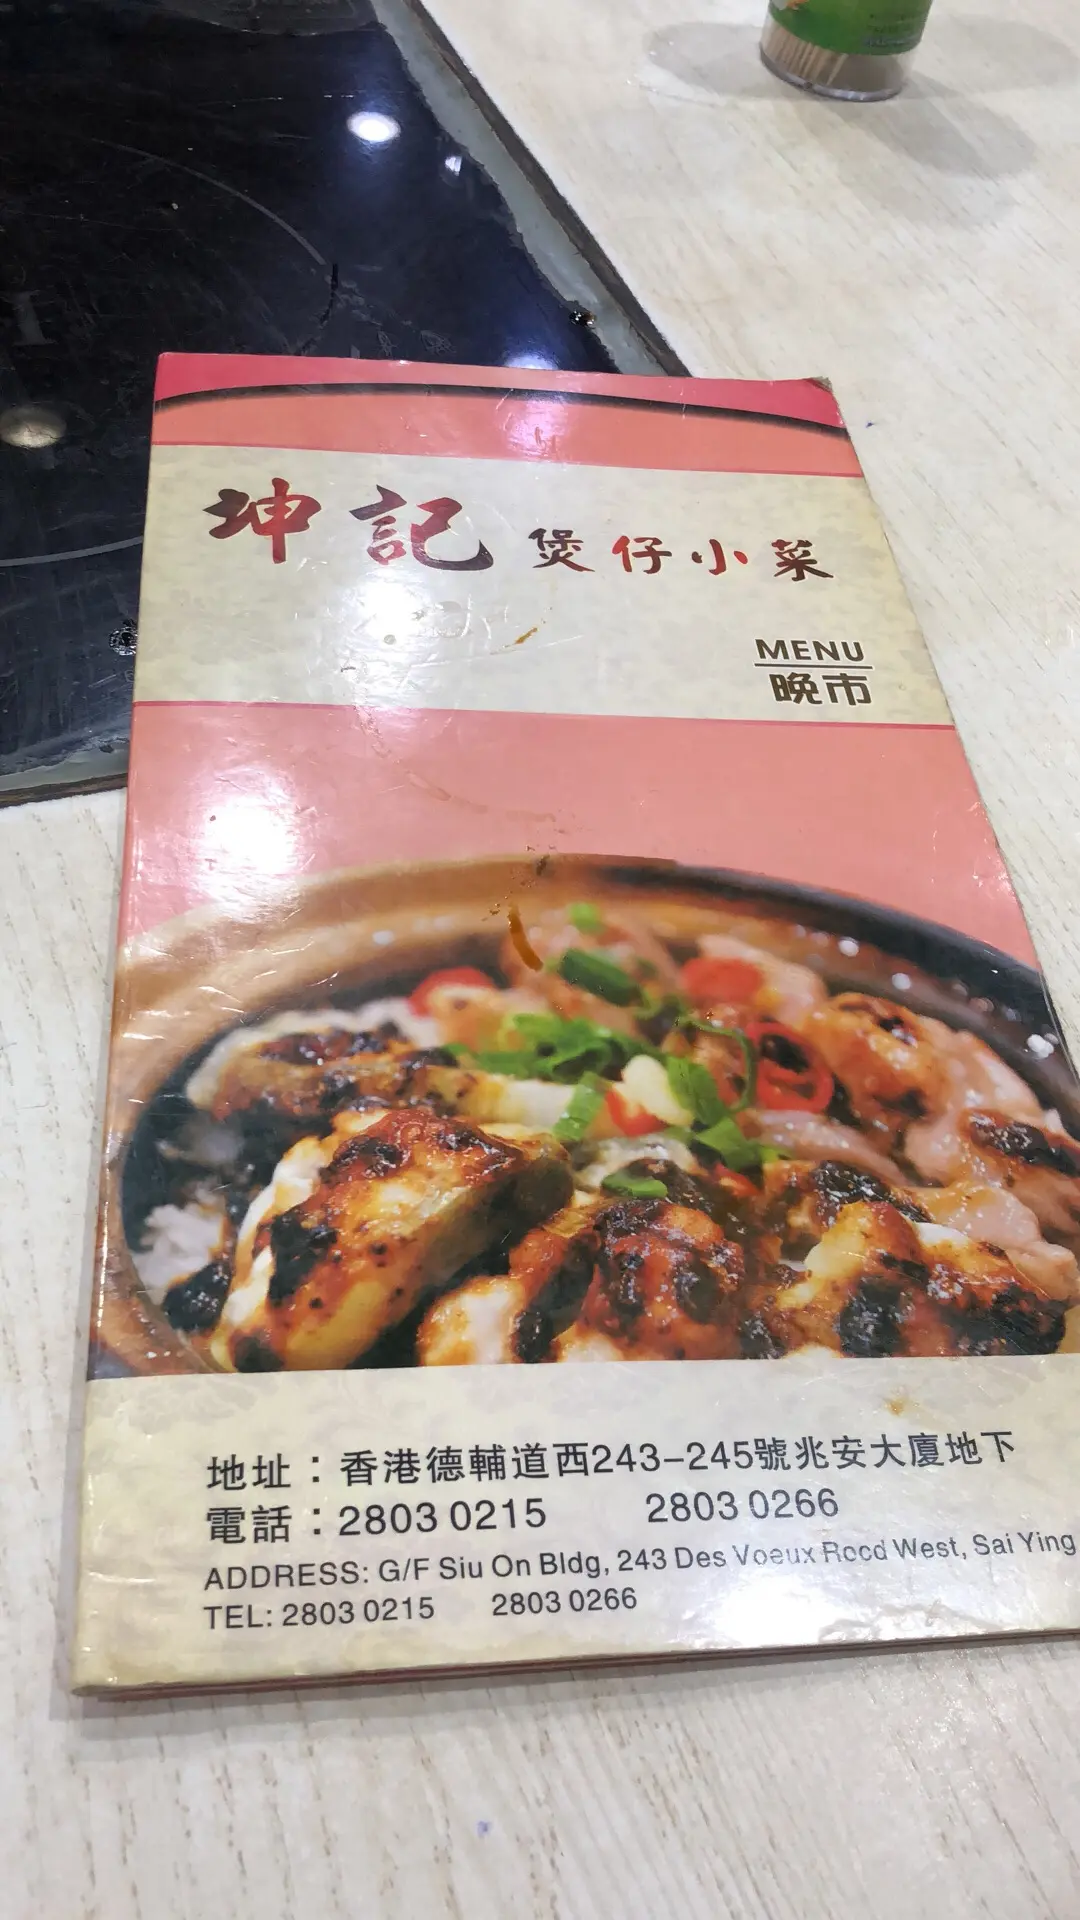 坤記 煲仔小菜
MENU
晚市
地址：香港德輔道西243-245號兆安大廈地下
電話：2803 0215 2803 0266
ADDRESS: G/F Siu On Bldg, 243 Des Voeux Road West, Sai Ying
TEL: 2803 0215 2803 0266